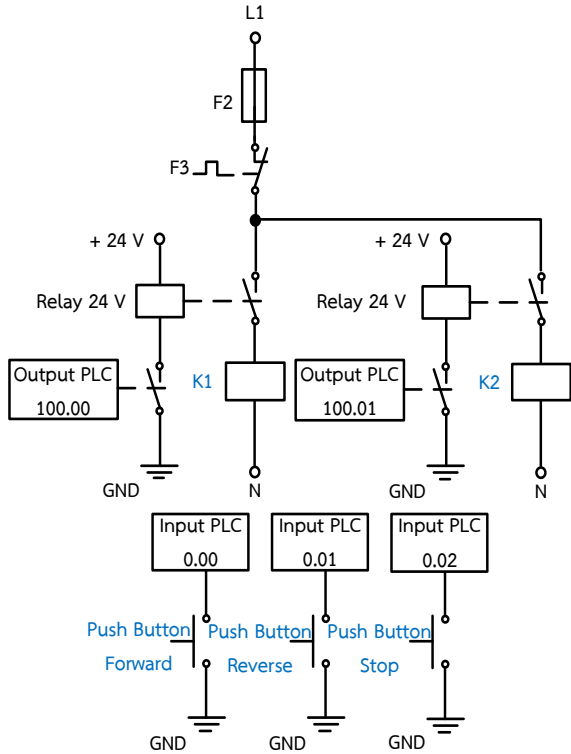 L1
F2
F3
+ 24 V
+ 24 V
Relay 24 V
Relay 24 V
Output PLC
100.00
K1
Output PLC
100.01
K2
GND
N
GND
N
Input PLC
0.00
Input PLC
0.01
Input PLC
0.02
Push Button
Forward
Push Button
Reverse
Push Button
Stop
GND
GND
GND